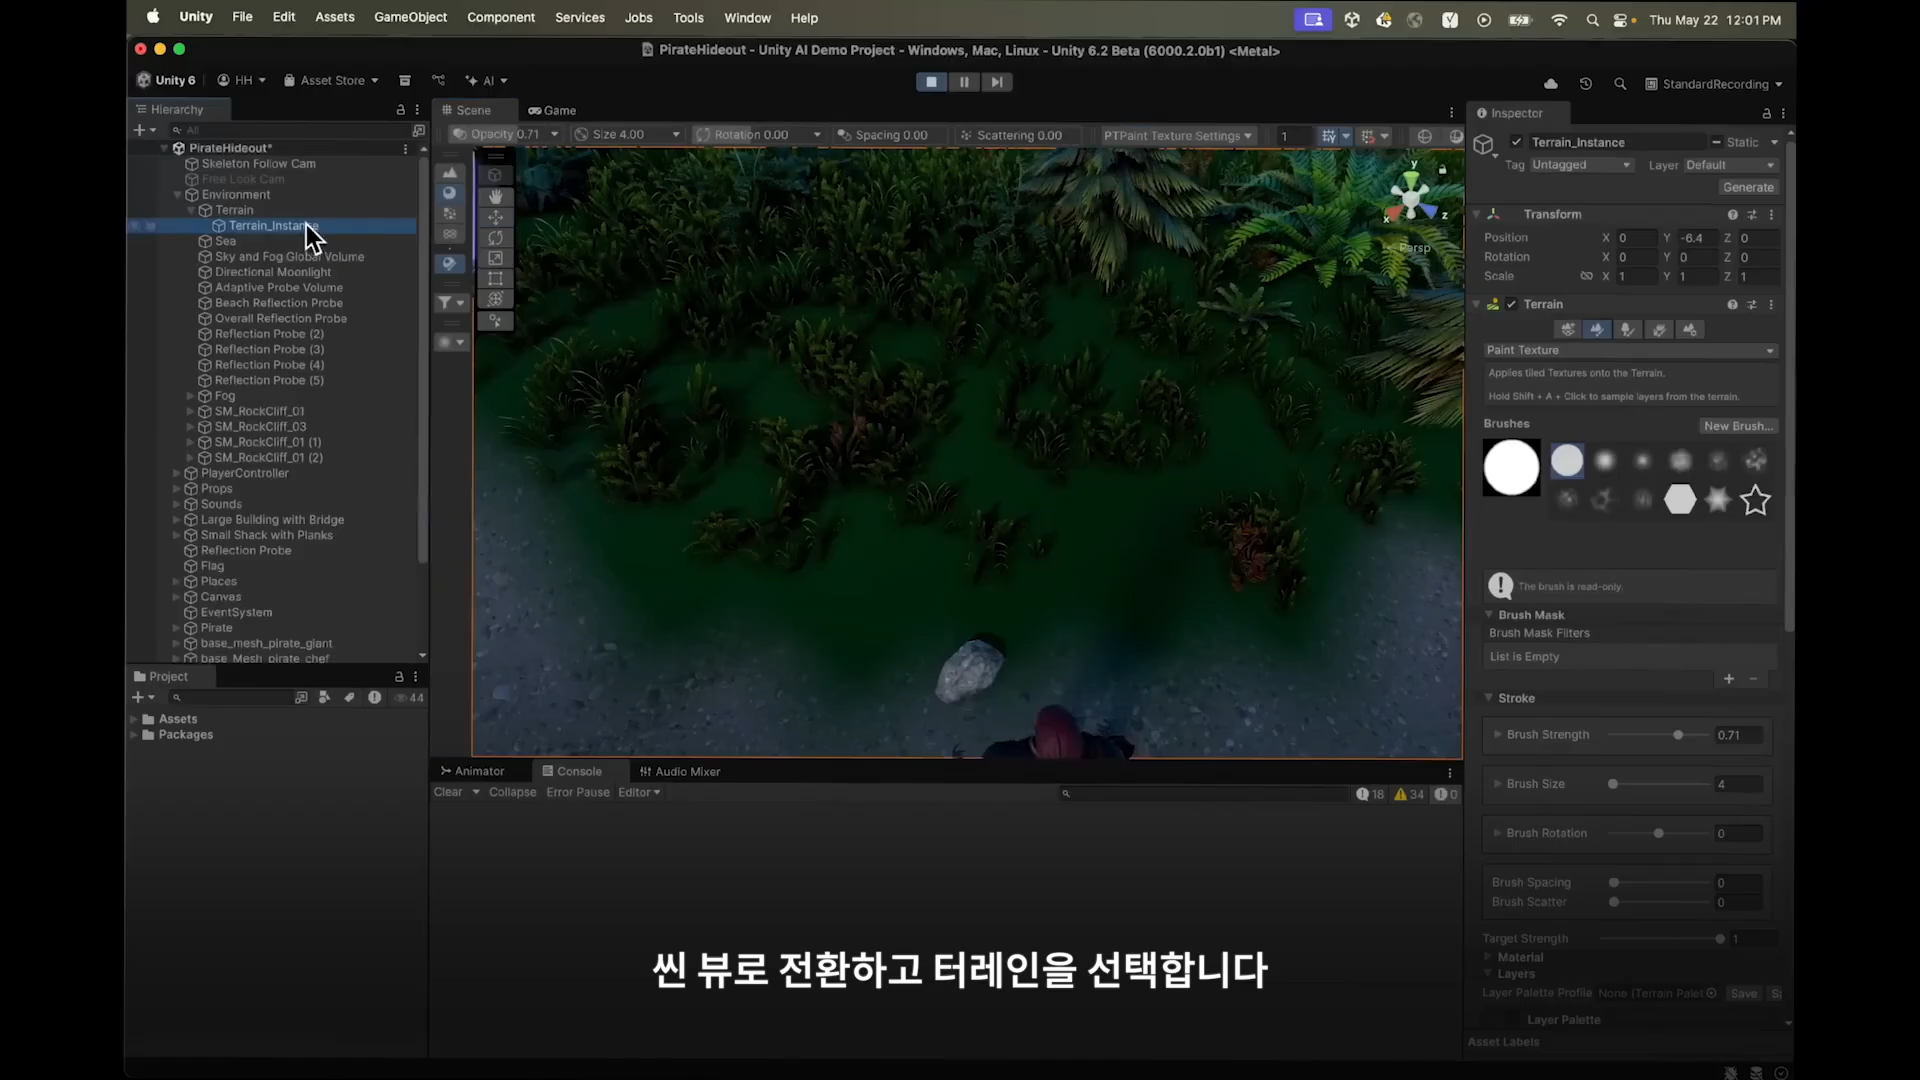 Unity File Edit Assets GameObject Component Services Jobs Tools Window Help
Thu May 22 12:01 PM
PirateHideout - Unity AI Demo Project - Windows, Mac, Linux - Unity 6.2 Beta (6000.2.0b1) <Metal>
Unity 6 HH Asset Store AI
StandardRecording
Hierarchy
All
PirateHideout*
Skeleton Follow Cam
Free Look Cam
Environment
Terrain
Terrain_Instance
Sea
Sky and Fog Global Volume
Directional Moonlight
Adaptive Probe Volume
Beach Reflection Probe
Overall Reflection Probe
Reflection Probe (2)
Reflection Probe (3)
Reflection Probe (4)
Reflection Probe (5)
Fog
SM_RockCliff_01
SM_RockCliff_03
SM_RockCliff_01 (1)
SM_RockCliff_01 (2)
PlayerController
Props
Sounds
Large Building with Bridge
Small Shack with Planks
Reflection Probe
Flag
Places
Canvas
EventSystem
Pirate
base_mesh_pirate_giant
base_Mesh_pirate_chef
Project
44
Assets
Packages
Scene Game
Opacity 0.71 Size 4.00 Rotation 0.00 Spacing 0.00 Scattering 0.00 PTPaint Texture Settings 1
y
x z
Persp
Animator Console Audio Mixer
Clear Collapse Error Pause Editor
18 34 0
씬 뷰로 전환하고 터레인을 선택합니다
Inspector
Terrain_Instance Static
Tag Untagged Layer Default
Generate
Transform
Position X 0 Y -6.4 Z 0
Rotation X 0 Y 0 Z 0
Scale X 1 Y 1 Z 1
Terrain
Paint Texture
Applies tiled Textures onto the Terrain.
Hold Shift + A + Click to sample layers from the terrain.
Brushes New Brush...
The brush is read-only.
Brush Mask
Brush Mask Filters
List is Empty
+ -
Stroke
Brush Strength 0.71
Brush Size 4
Brush Rotation 0
Brush Spacing 0
Brush Scatter 0
Target Strength 1
Material
Layers
Layer Palette Profile None (Terrain Palet Save Sa
Layer Palette
Asset Labels